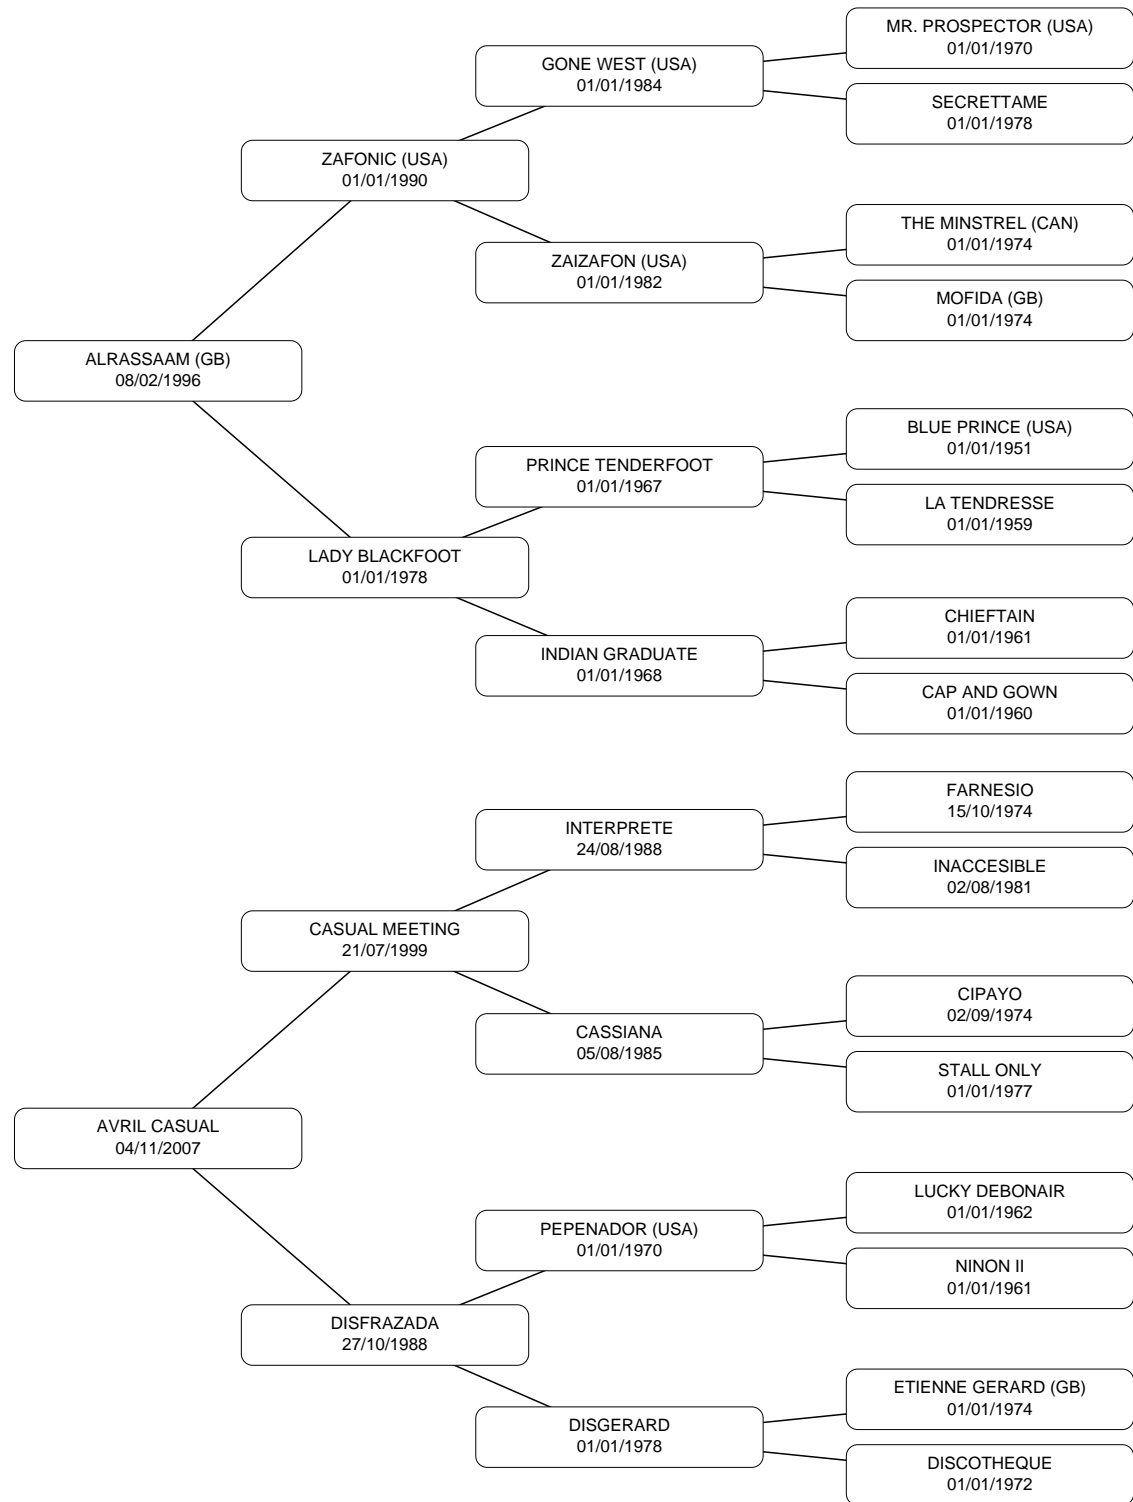 MR. PROSPECTOR (USA)
01/01/1970
GONE WEST (USA)
01/01/1984
SECRETTAME
01/01/1978
ZAFONIC (USA)
01/01/1990
THE MINSTREL (CAN)
01/01/1974
ZAIZAFON (USA)
01/01/1982
MOFIDA (GB)
01/01/1974
ALRASSAAM (GB)
08/02/1996
BLUE PRINCE (USA)
01/01/1951
PRINCE TENDERFOOT
01/01/1967
LA TENDRESSE
01/01/1959
LADY BLACKFOOT
01/01/1978
CHIEFTAIN
01/01/1961
INDIAN GRADUATE
01/01/1968
CAP AND GOWN
01/01/1960
FARNESIO
15/10/1974
INTERPRETE
24/08/1988
INACCESIBLE
02/08/1981
CASUAL MEETING
21/07/1999
CIPAYO
02/09/1974
CASSIANA
05/08/1985
STALL ONLY
01/01/1977
AVRIL CASUAL
04/11/2007
LUCKY DEBONAIR
01/01/1962
PEPENADOR (USA)
01/01/1970
NINON II
01/01/1961
DISFRAZADA
27/10/1988
ETIENNE GERARD (GB)
01/01/1974
DISGERARD
01/01/1978
DISCOTHEQUE
01/01/1972